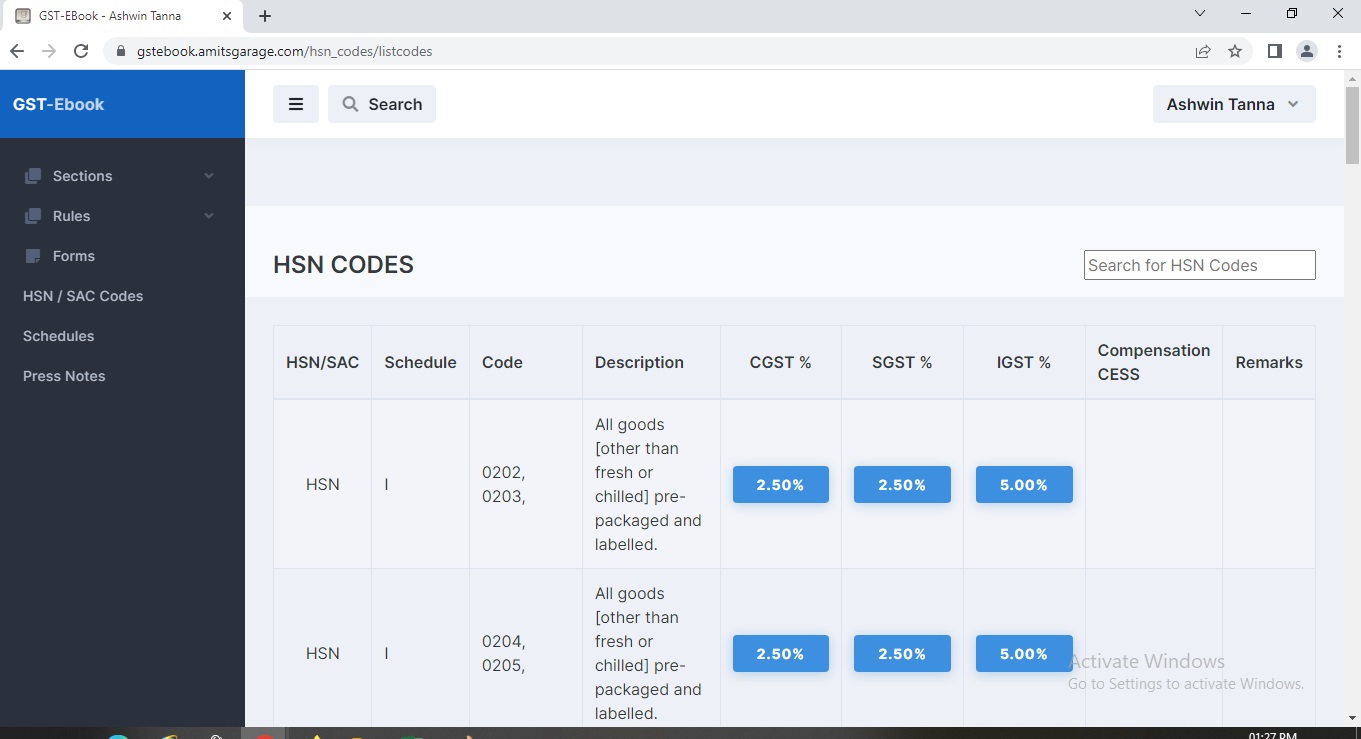 GST-EBook - Ashwin Tanna
gstebook.amitsgarage.com/hsn_codes/listcodes
GST-Ebook
Search
Ashwin Tanna
Sections
Rules
Forms
HSN / SAC Codes
Schedules
Press Notes
HSN CODES
Search for HSN Codes
HSN/SAC Schedule Code Description CGST % SGST % IGST % Compensation CESS Remarks
HSN I 0202, 0203, All goods [other than fresh or chilled] pre-packaged and labelled. 2.50% 2.50% 5.00%
HSN I 0204, 0205, All goods [other than fresh or chilled] pre-packaged and labelled. 2.50% 2.50% 5.00%
Activate Windows
Go to Settings to activate Windows.
01:27 PM